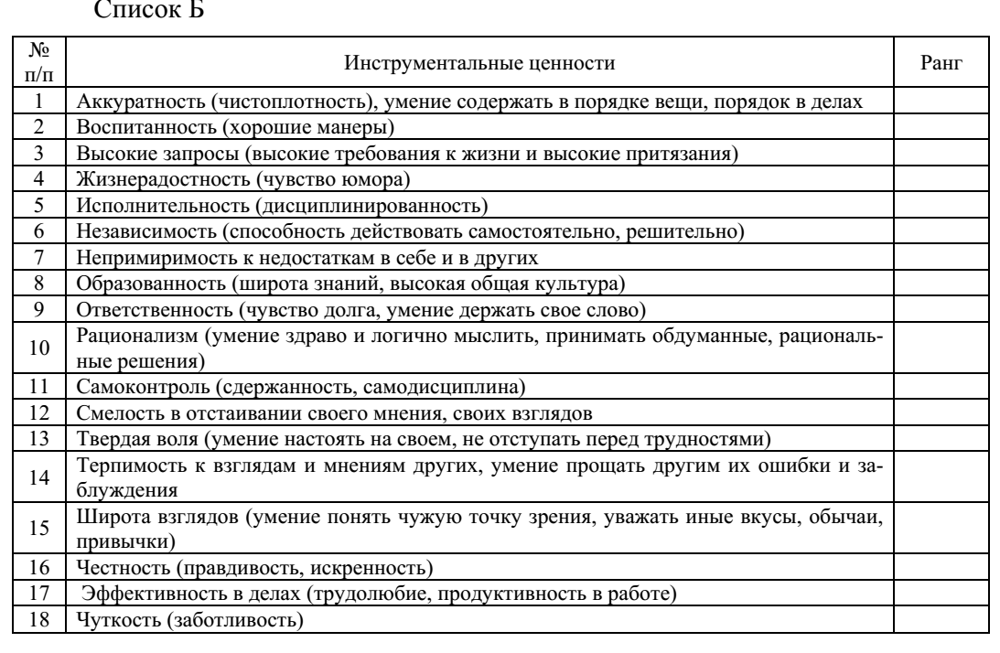 Список Б
№
п/п
Инструментальные ценности
Ранг
1 Аккуратность (чистоплотность), умение содержать в порядке вещи, порядок в делах
2 Воспитанность (хорошие манеры)
3 Высокие запросы (высокие требования к жизни и высокие притязания)
4 Жизнерадостность (чувство юмора)
5 Исполнительность (дисциплинированность)
6 Независимость (способность действовать самостоятельно, решительно)
7 Непримиримость к недостаткам в себе и в других
8 Образованность (широта знаний, высокая общая культура)
9 Ответственность (чувство долга, умение держать свое слово)
10 Рационализм (умение здраво и логично мыслить, принимать обдуманные, рациональ-
ные решения)
11 Самоконтроль (сдержанность, самодисциплина)
12 Смелость в отстаивании своего мнения, своих взглядов
13 Твердая воля (умение настоять на своем, не отступать перед трудностями)
14 Терпимость к взглядам и мнениям других, умение прощать другим их ошибки и за-
блуждения
15 Широта взглядов (умение понять чужую точку зрения, уважать иные вкусы, обычаи,
привычки)
16 Честность (правдивость, искренность)
17 Эффективность в делах (трудолюбие, продуктивность в работе)
18 Чуткость (заботливость)